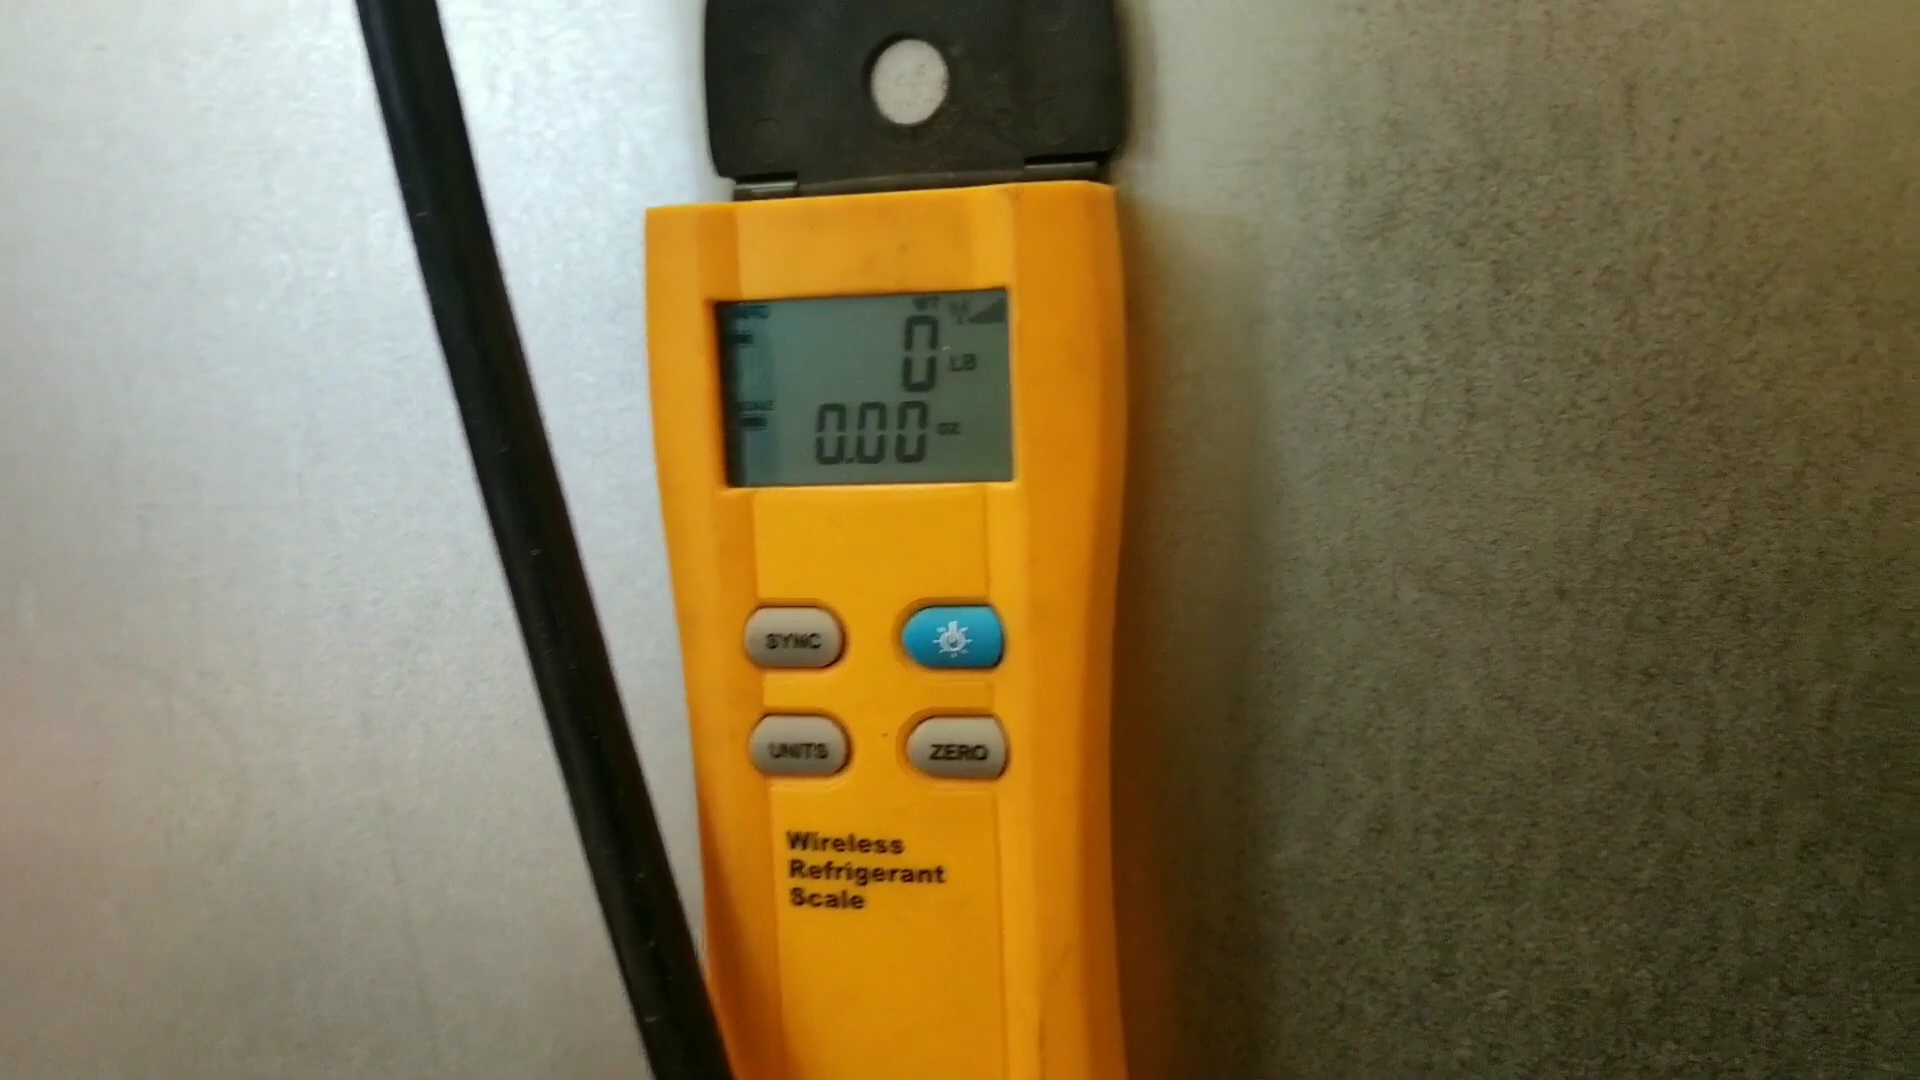 WT
0 LB
0.00 oz
SYNC
UNITS
ZERO
Wireless
Refrigerant
Scale